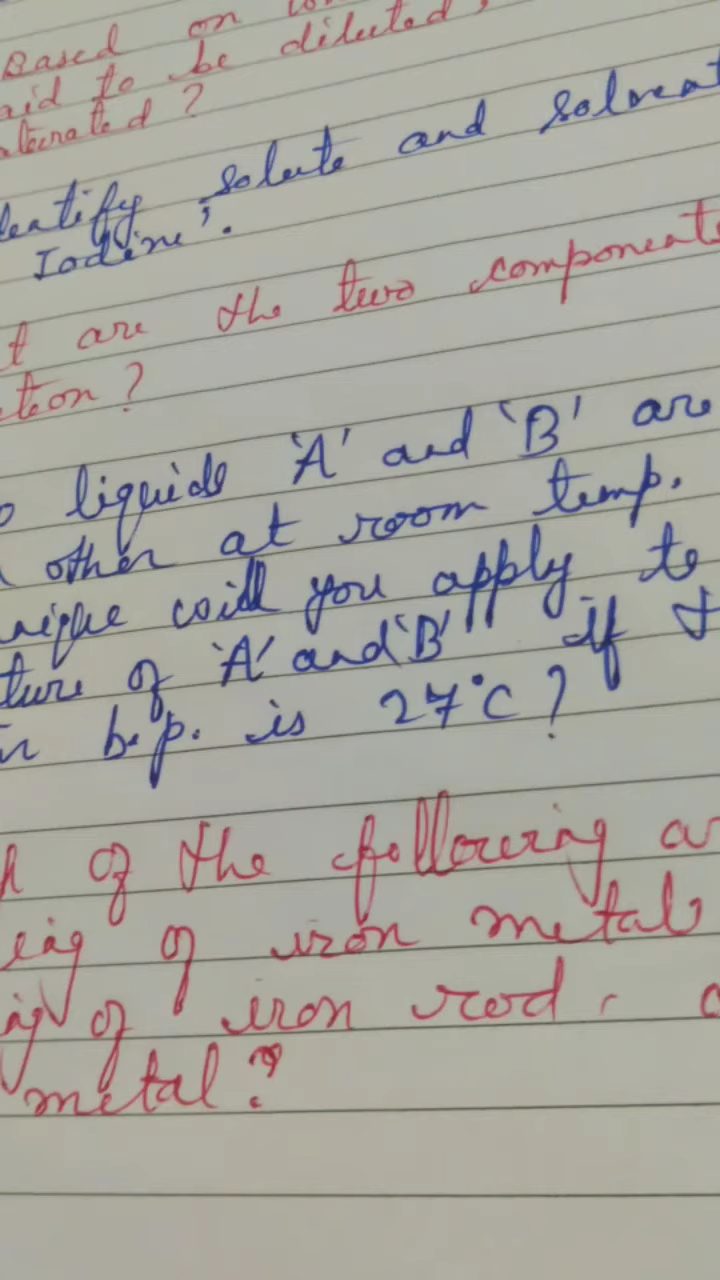 Based on
aid to be diluted,
aterated?
dentify solute and solvent
Iodine'.
t are the two components
tion?
o liquids 'A' and 'B' are
other at room temp.
nique will you apply to
ture of 'A' and 'B' if
n b.p. is 27°C?
h of the following a
ing of iron metal,
ing of iron rod, c
metal?